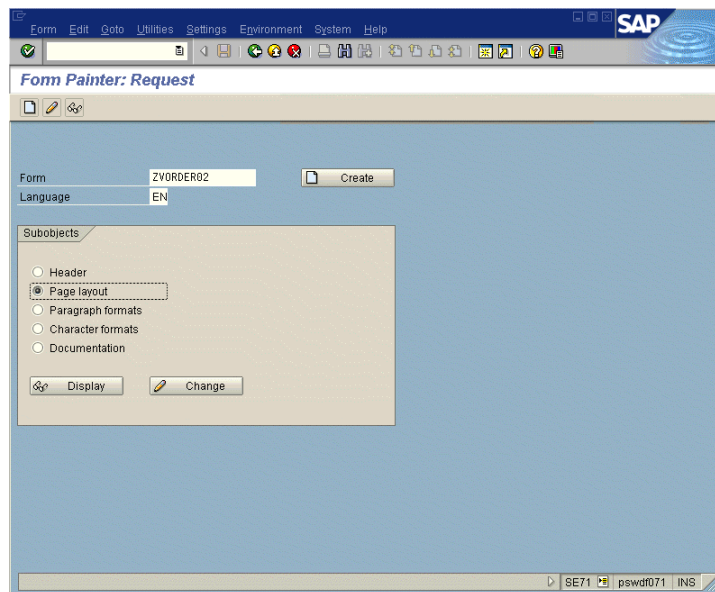 Form Edit Goto Utilities Settings Environment System Help
SAP
Form Painter: Request
Form ZVORDER02 Create
Language EN
Subobjects
Header
Page layout
Paragraph formats
Character formats
Documentation
Display Change
SE71 pswdf071 INS